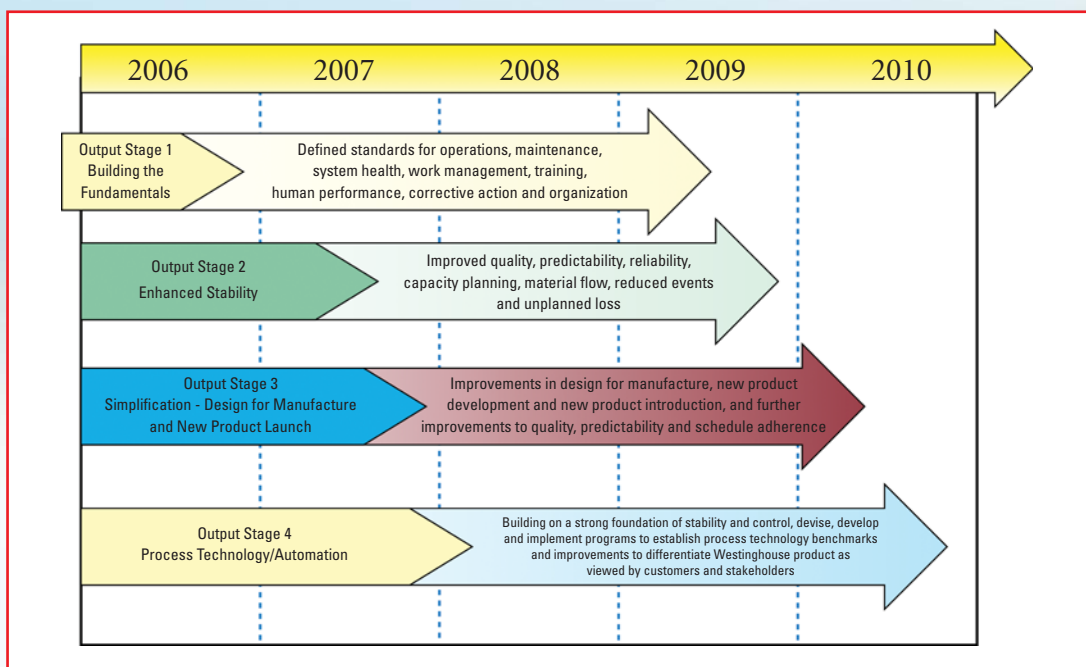 2006 2007 2008 2009 2010
Output Stage 1
Building the
Fundamentals
Defined standards for operations, maintenance,
system health, work management, training,
human performance, corrective action and organization
Output Stage 2
Enhanced Stability
Improved quality, predictability, reliability,
capacity planning, material flow, reduced events
and unplanned loss
Output Stage 3
Simplification - Design for Manufacture
and New Product Launch
Improvements in design for manufacture, new product
development and new product introduction, and further
improvements to quality, predictability and schedule adherence
Output Stage 4
Process Technology/Automation
Building on a strong foundation of stability and control, devise, develop
and implement programs to establish process technology benchmarks
and improvements to differentiate Westinghouse product as
viewed by customers and stakeholders